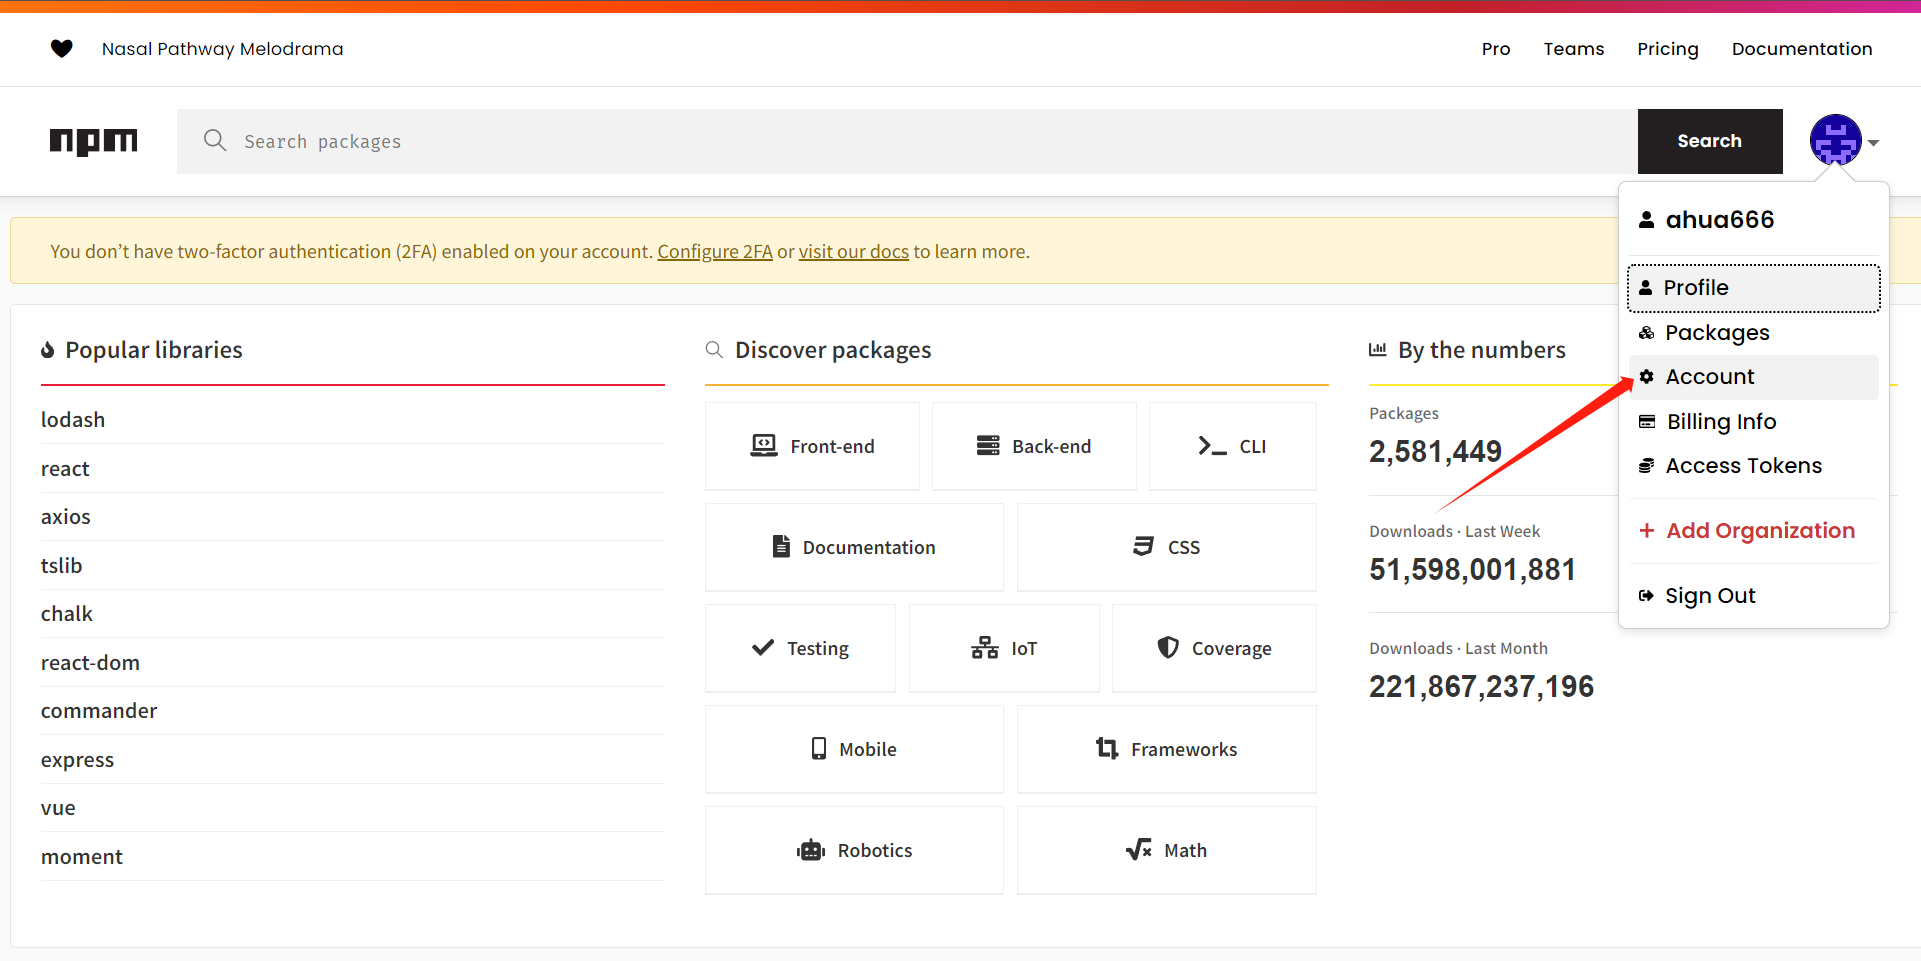 Nasal Pathway Melodrama
Pro Teams Pricing Documentation
npm
Search packages
Search
ahua666
Profile
Packages
Account
Billing Info
Access Tokens
+ Add Organization
Sign Out
You don’t have two-factor authentication (2FA) enabled on your account. Configure 2FA or visit our docs to learn more.
Popular libraries
lodash
react
axios
tslib
chalk
react-dom
commander
express
vue
moment
Discover packages
Front-end
Back-end
CLI
Documentation
CSS
Testing
IoT
Coverage
Mobile
Frameworks
Robotics
Math
By the numbers
Packages
2,581,449
Downloads · Last Week
51,598,001,881
Downloads · Last Month
221,867,237,196